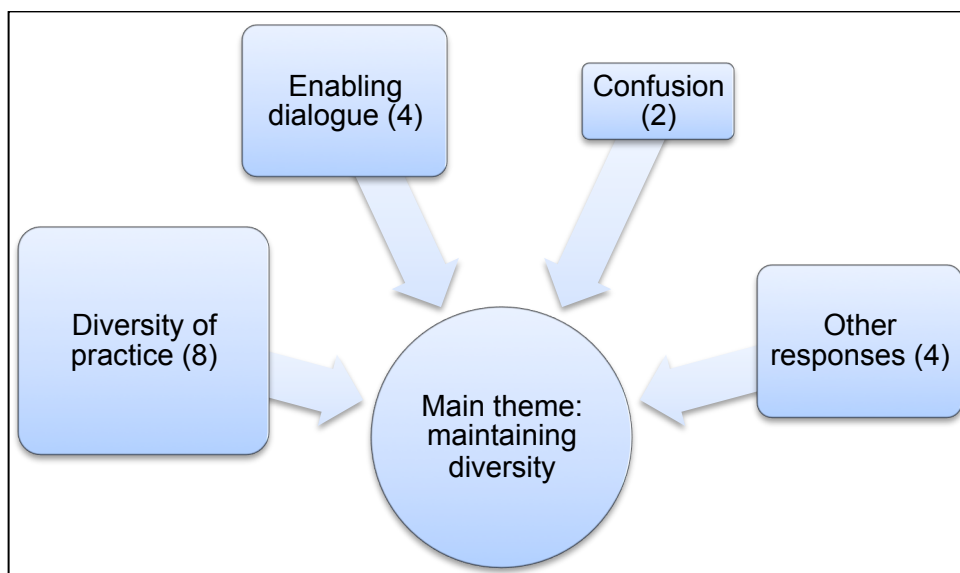 Enabling
dialogue (4)
Confusion
(2)
Diversity of
practice (8)
Other
responses (4)
Main theme:
maintaining
diversity